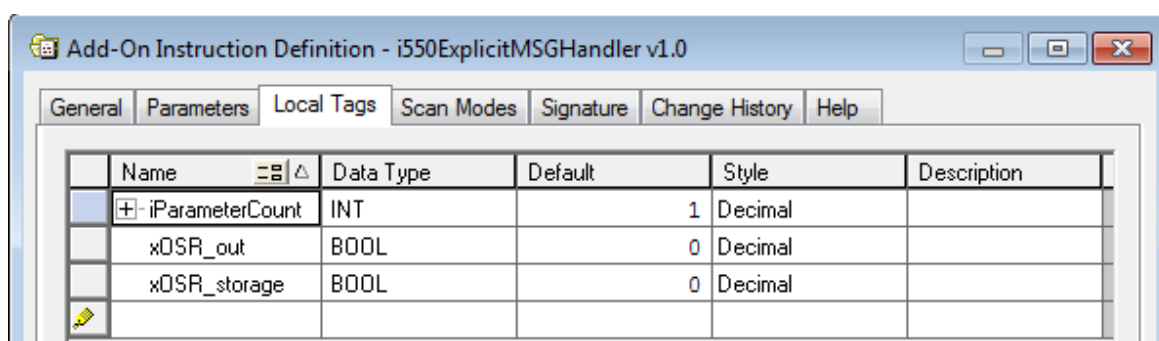 Add-On Instruction Definition - i550ExplicitMSGHandler v1.0
General Parameters Local Tags Scan Modes Signature Change History Help
Name Data Type Default Style Description
iParameterCount INT 1 Decimal
xOSR_out BOOL 0 Decimal
xOSR_storage BOOL 0 Decimal